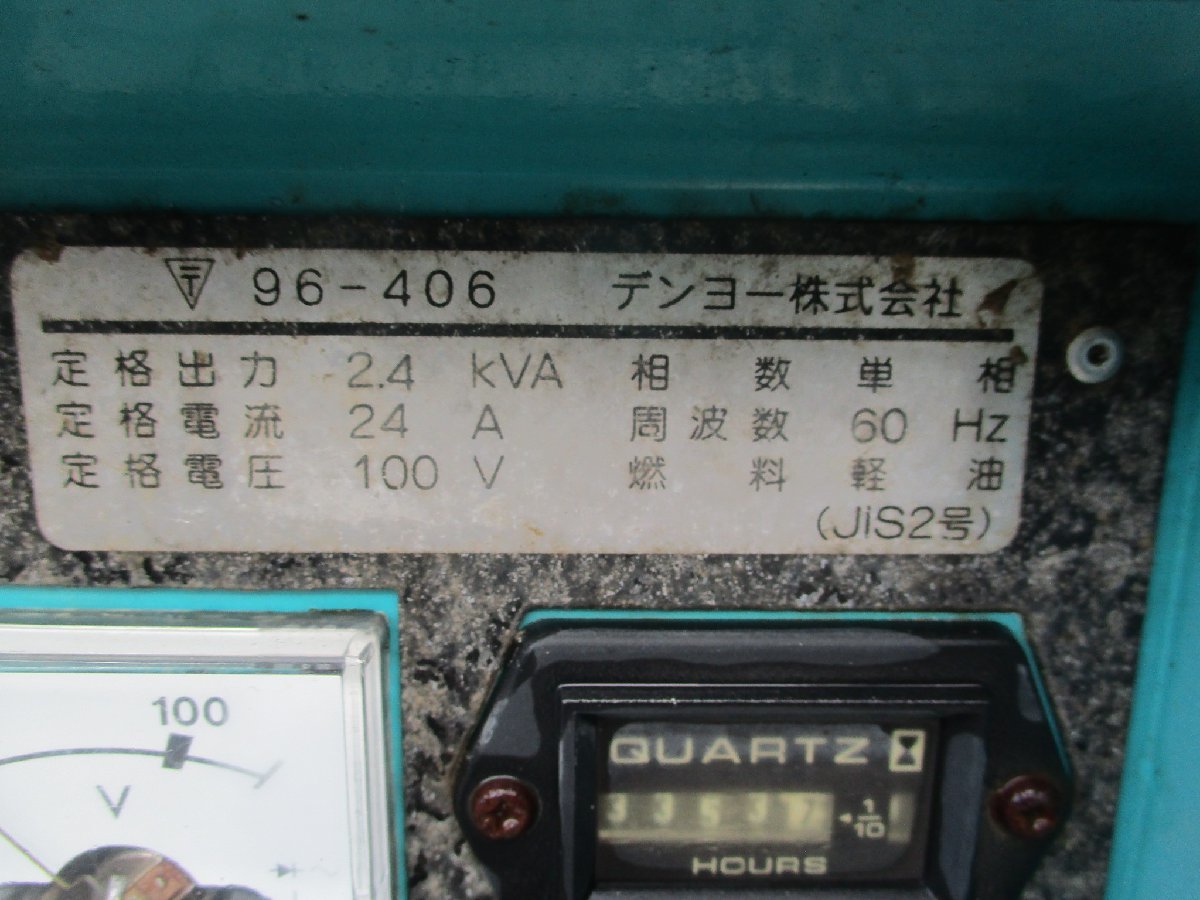 〒 96-406 デンヨー株式会社
定格出力 2.4 kVA 相数 単相
定格電流 24 A 周波数 60 Hz
定格電圧 100 V 燃料 軽油
(JiS2号)
100
V
QUARTZ
1/10
HOURS